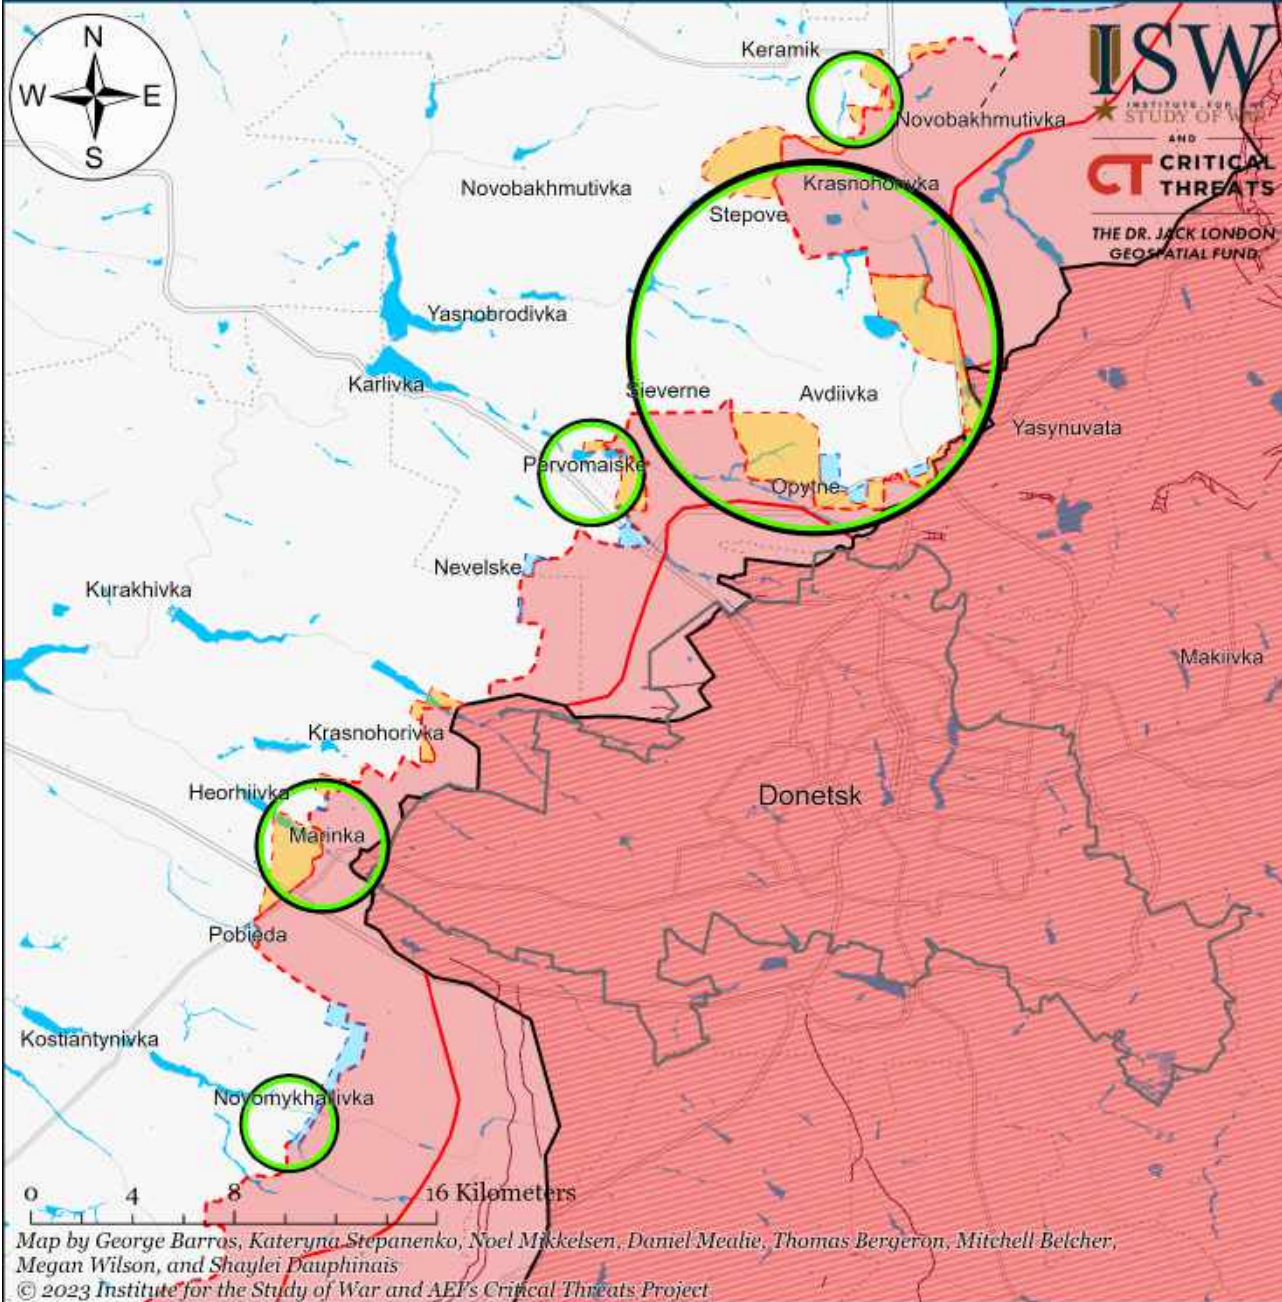 N
W E
S
Keramik
ISW
INSTITUTE FOR THE
STUDY OF WAR
AND
CT CRITICAL
THREATS
THE DR. JACK LONDON
GEOSPATIAL FUND
Novobakhmutivka
Novobakhmutivka
Krasnohorivka
Stepove
Yasnobrodivka
Karlivka
Sieverne
Avdiivka
Yasynuvata
Pervomaiske
Opytne
Nevelske
Kurakhivka
Makiivka
Krasnohorivka
Heorhiivka
Donetsk
Marinka
Pobieda
Kostiantynivka
Novomykhailivka
0 4 8 16 Kilometers
Map by George Barros, Kateryna Stepanenko, Noel Mikkelsen, Daniel Mealie, Thomas Bergeron, Mitchell Belcher,
Megan Wilson, and Shaylei Dauphinais
© 2023 Institute for the Study of War and AEI's Critical Threats Project